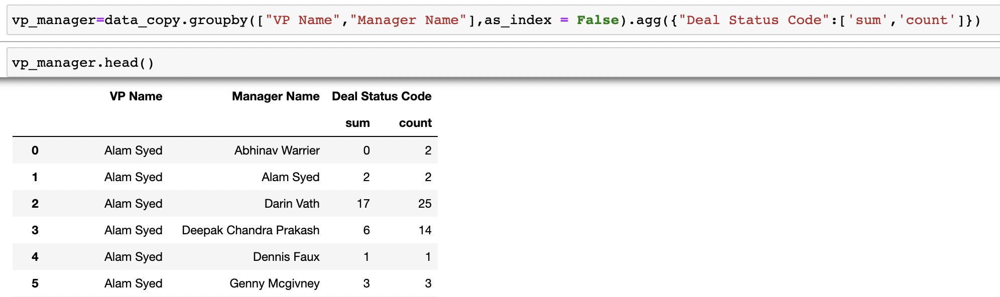 vp_manager=data_copy.groupby(["VP Name","Manager Name"],as_index = False).agg({"Deal Status Code":['sum','count']})
vp_manager.head()
VP Name Manager Name Deal Status Code
sum count
0 Alam Syed Abhinav Warrier 0 2
1 Alam Syed Alam Syed 2 2
2 Alam Syed Darin Vath 17 25
3 Alam Syed Deepak Chandra Prakash 6 14
4 Alam Syed Dennis Faux 1 1
5 Alam Syed Genny Mcgivney 3 3